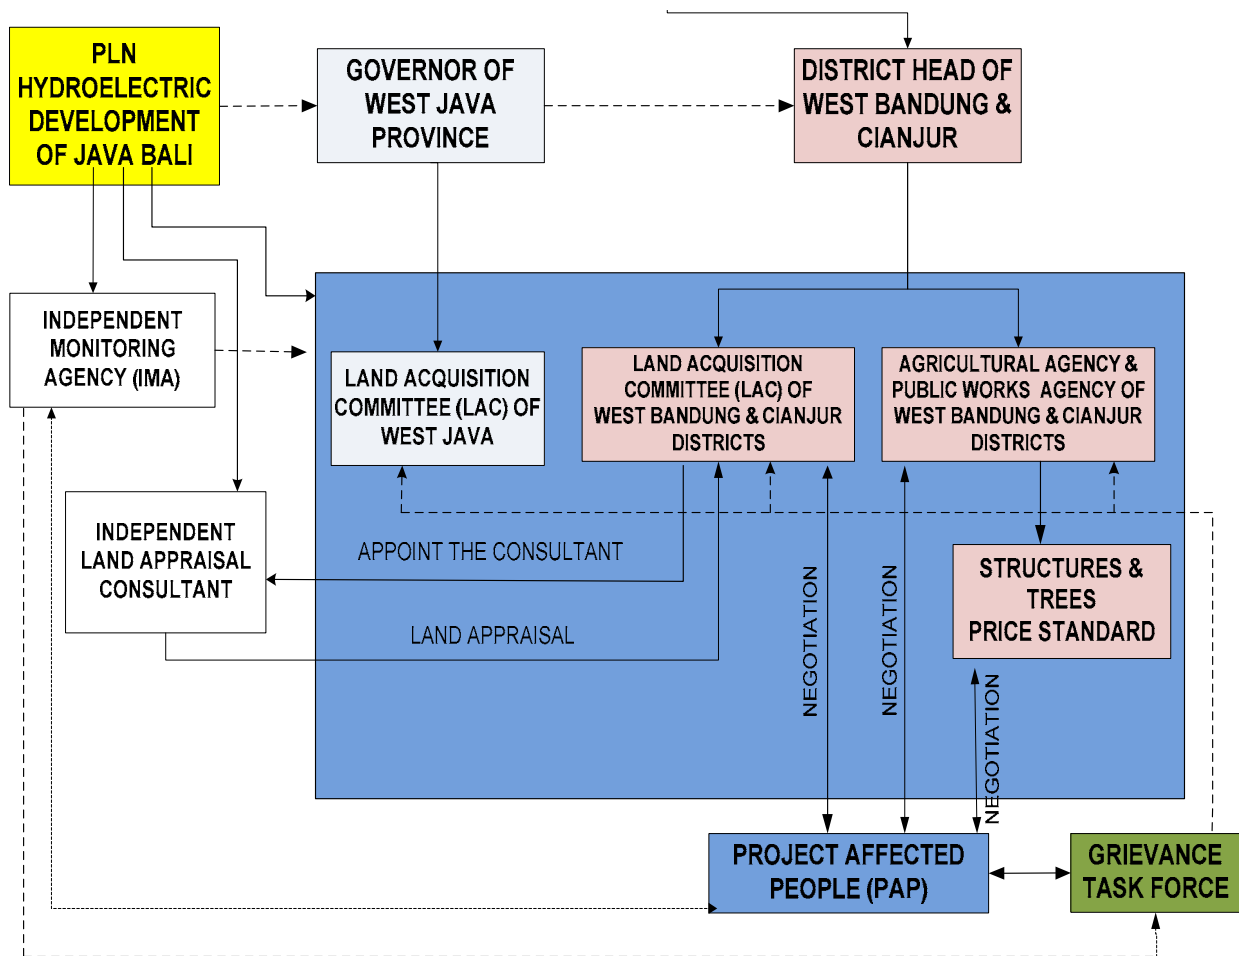 PLN
HYDROELECTRIC
DEVELOPMENT
OF JAVA BALI
GOVERNOR OF
WEST JAVA
PROVINCE
DISTRICT HEAD OF
WEST BANDUNG &
CIANJUR
INDEPENDENT
MONITORING
AGENCY (IMA)
LAND ACQUISITION
COMMITTEE (LAC) OF
WEST JAVA
LAND ACQUISITION
COMMITTEE (LAC) OF
WEST BANDUNG & CIANJUR
DISTRICTS
AGRICULTURAL AGENCY &
PUBLIC WORKS AGENCY OF
WEST BANDUNG & CIANJUR
DISTRICTS
INDEPENDENT
LAND APPRAISAL
CONSULTANT
APPOINT THE CONSULTANT
LAND APPRAISAL
STRUCTURES &
TREES
PRICE STANDARD
NEGOTIATION
NEGOTIATION
NEGOTIATION
PROJECT AFFECTED
PEOPLE (PAP)
GRIEVANCE
TASK FORCE